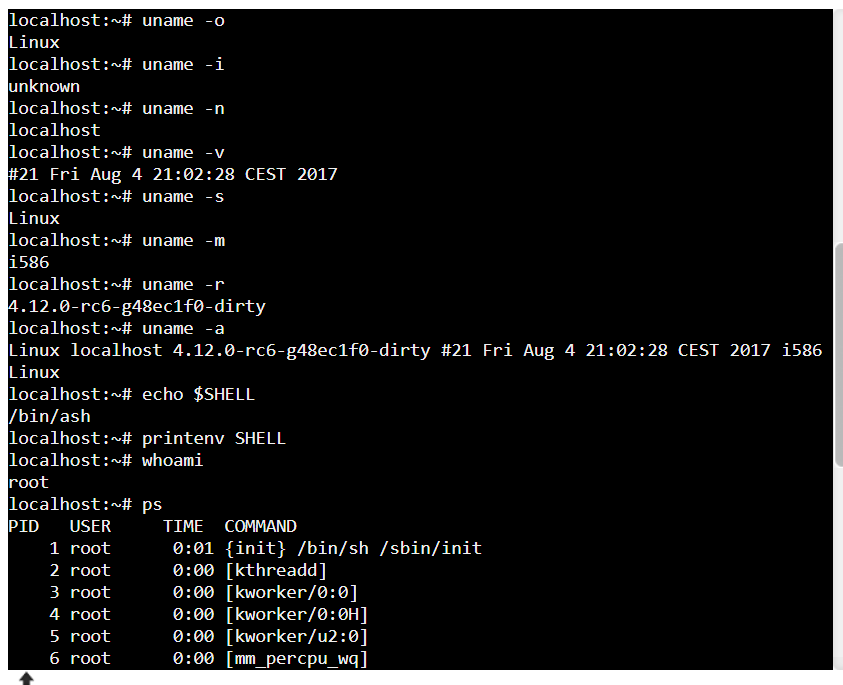 localhost:~# uname -o
Linux
localhost:~# uname -i
unknown
localhost:~# uname -n
localhost
localhost:~# uname -v
#21 Fri Aug 4 21:02:28 CEST 2017
localhost:~# uname -s
Linux
localhost:~# uname -m
i586
localhost:~# uname -r
4.12.0-rc6-g48ec1f0-dirty
localhost:~# uname -a
Linux localhost 4.12.0-rc6-g48ec1f0-dirty #21 Fri Aug 4 21:02:28 CEST 2017 i586
Linux
localhost:~# echo $SHELL
/bin/ash
localhost:~# printenv SHELL
localhost:~# whoami
root
localhost:~# ps
PID   USER     TIME  COMMAND
    1 root      0:01 {init} /bin/sh /sbin/init
    2 root      0:00 [kthreadd]
    3 root      0:00 [kworker/0:0]
    4 root      0:00 [kworker/0:0H]
    5 root      0:00 [kworker/u2:0]
    6 root      0:00 [mm_percpu_wq]